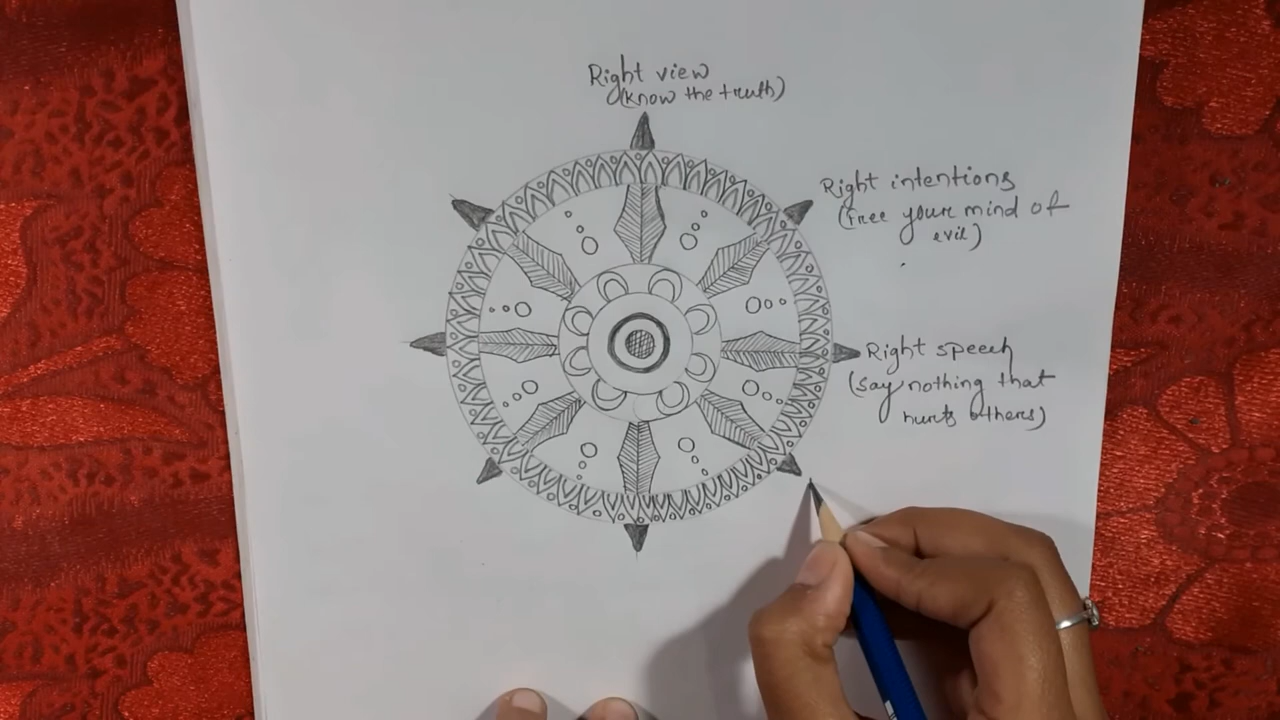 Right view
(know the truth)
Right intentions
(free your mind of
evil)
Right speech
(say nothing that
hurts others)